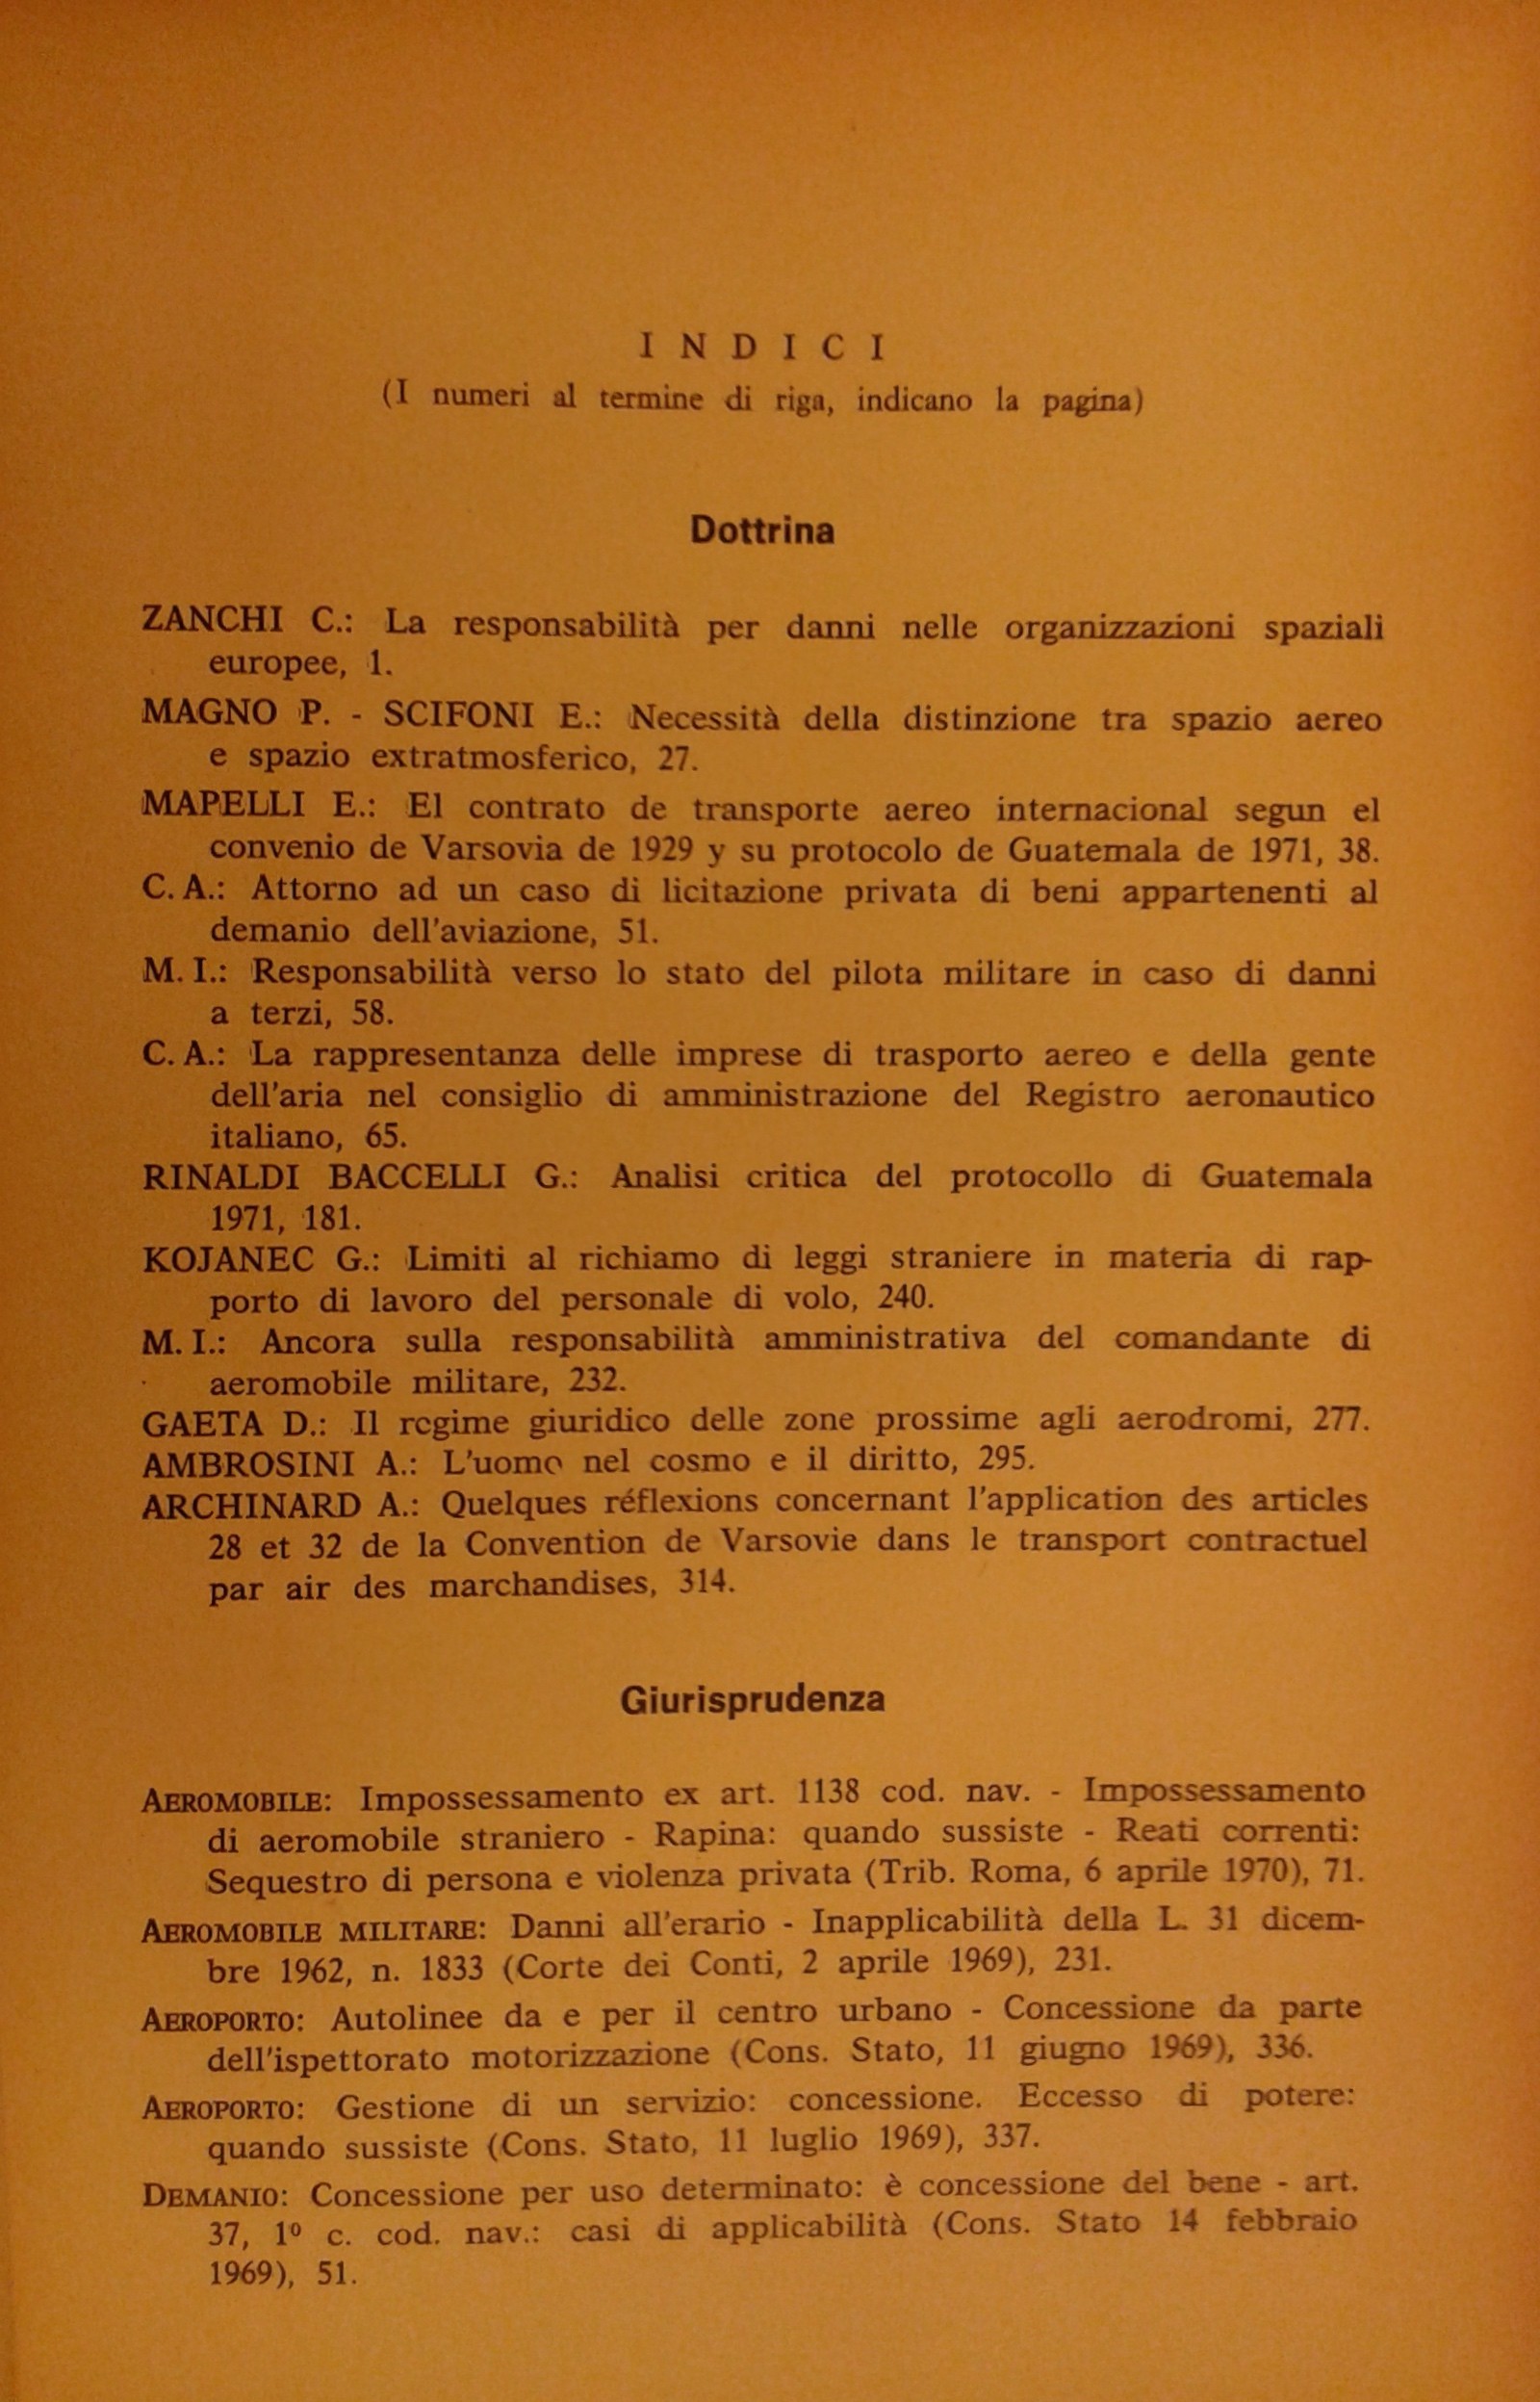 INDICI
(I numeri al termine di riga, indicano la pagina)
Dottrina
ZANCHI C.: La responsabilità per danni nelle organizzazioni spaziali
europee, 1.
MAGNO P. - SCIFONI E.: Necessità della distinzione tra spazio aereo
e spazio extratmosferico, 27.
MAPELLI E.: El contrato de transporte aereo internacional segun el
convenio de Varsovia de 1929 y su protocolo de Guatemala de 1971, 38.
C. A.: Attorno ad un caso di licitazione privata di beni appartenenti al
demanio dell'aviazione, 51.
M. I.: Responsabilità verso lo stato del pilota militare in caso di danni
a terzi, 58.
C. A.: La rappresentanza delle imprese di trasporto aereo e della gente
dell'aria nel consiglio di amministrazione del Registro aeronautico
italiano, 65.
RINALDI BACCELLI G.: Analisi critica del protocollo di Guatemala
1971, 181.
KOJANEC G.: Limiti al richiamo di leggi straniere in materia di rap-
porto di lavoro del personale di volo, 240.
M. I.: Ancora sulla responsabilità amministrativa del comandante di
aeromobile militare, 232.
GAETA D.: Il regime giuridico delle zone prossime agli aerodromi, 277.
AMBROSINI A.: L'uomo nel cosmo e il diritto, 295.
ARCHINARD A.: Quelques réflexions concernant l'application des articles
28 et 32 de la Convention de Varsovie dans le transport contractuel
par air des marchandises, 314.
Giurisprudenza
AEROMOBILE: Impossessamento ex art. 1138 cod. nav. - Impossessamento
di aeromobile straniero - Rapina: quando sussiste - Reati correnti:
Sequestro di persona e violenza privata (Trib. Roma, 6 aprile 1970), 71.
AEROMOBILE MILITARE: Danni all'erario - Inapplicabilità della L. 31 dicem-
bre 1962, n. 1833 (Corte dei Conti, 2 aprile 1969), 231.
AEROPORTO: Autolinee da e per il centro urbano - Concessione da parte
dell'ispettorato motorizzazione (Cons. Stato, 11 giugno 1969), 336.
AEROPORTO: Gestione di un servizio: concessione. Eccesso di potere:
quando sussiste (Cons. Stato, 11 luglio 1969), 337.
DEMANIO: Concessione per uso determinato: è concessione del bene - art.
37, 1º c. cod. nav.: casi di applicabilità (Cons. Stato 14 febbraio
1969), 51.